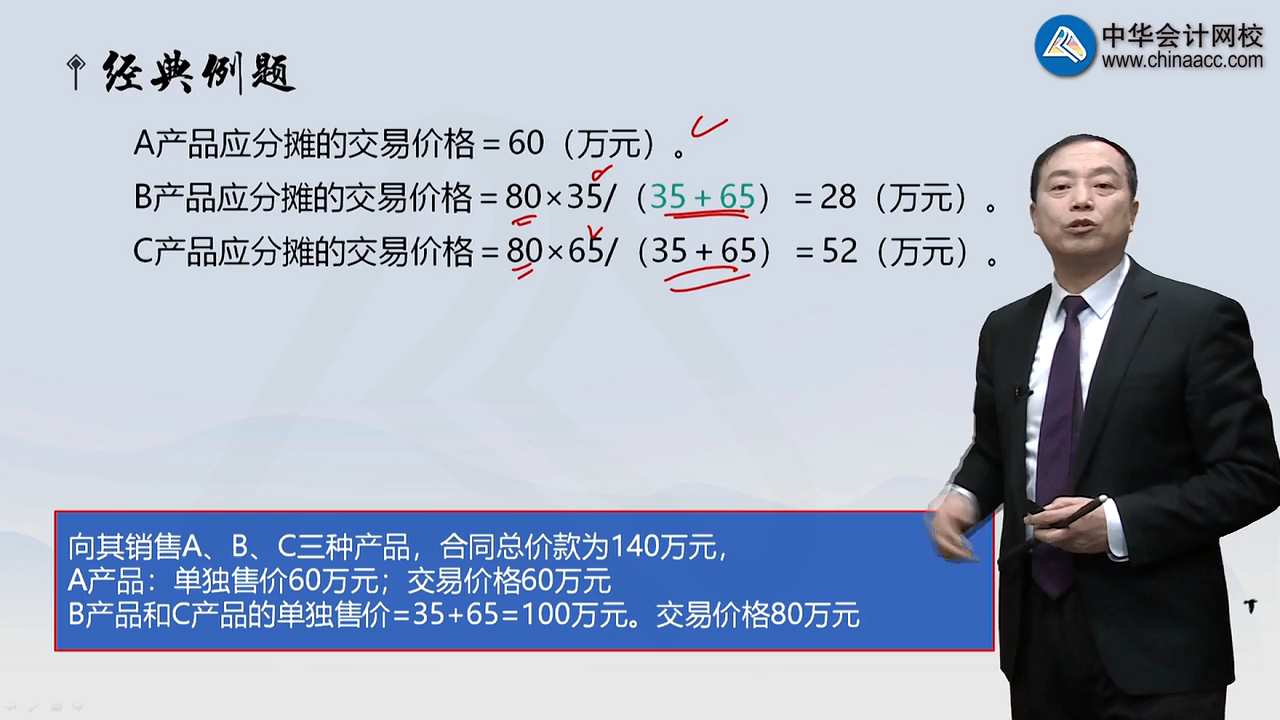 中华会计网校
www.chinaacc.com
经典例题
A产品应分摊的交易价格＝60（万元）。
B产品应分摊的交易价格＝80×35/（35＋65）＝28（万元）。
C产品应分摊的交易价格＝80×65/（35＋65）＝52（万元）。
向其销售A、B、C三种产品，合同总价款为140万元，
A产品：单独售价60万元；交易价格60万元
B产品和C产品的单独售价=35+65=100万元。交易价格80万元